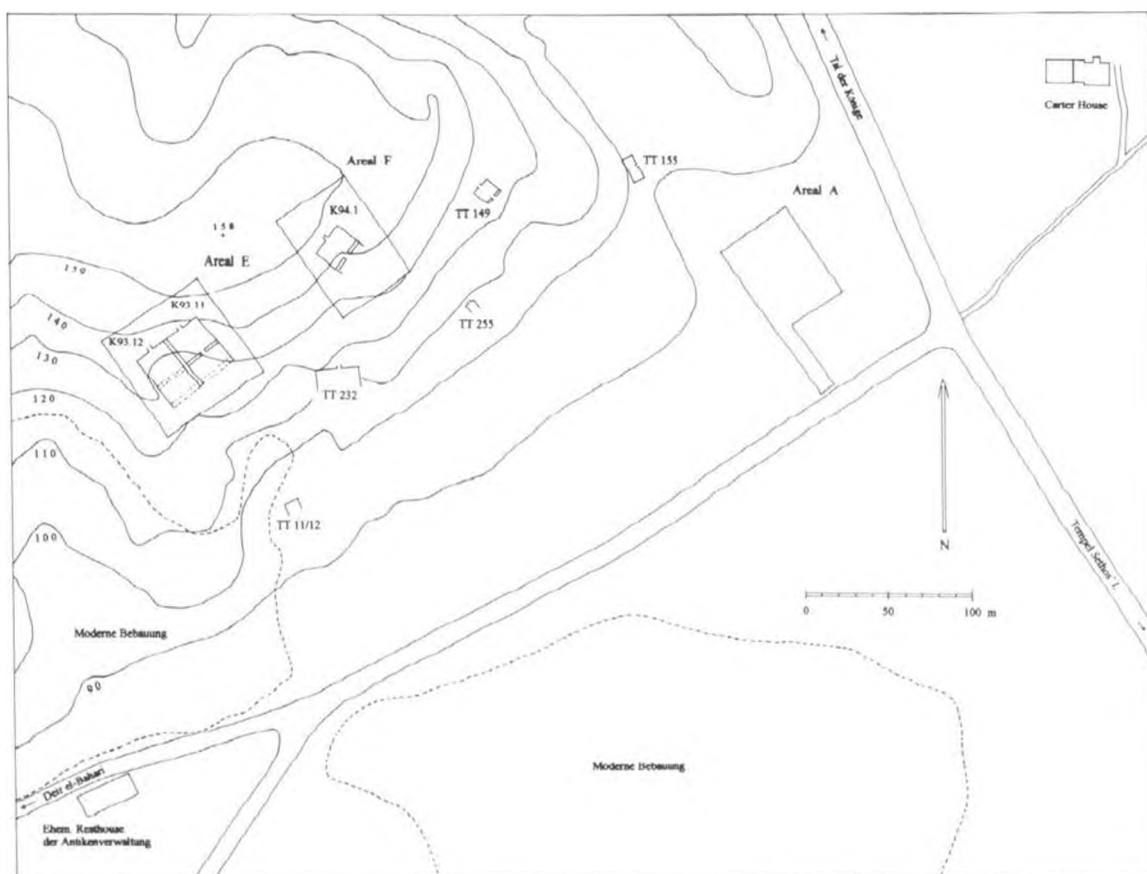 Tal der Könige
Carter House
Areal F
TT 155
K94.1
TT 149
Areal A
158
Areal E
150
K93.11
TT 255
140
K93.12
130
TT 232
120
110
TT 11/12
N
100
Tempel Sethos' I.
0 50 100 m
Moderne Bebauung
90
Moderne Bebauung
Deir el-Bahari
Ehem. Resthouse
der Antikenverwaltung